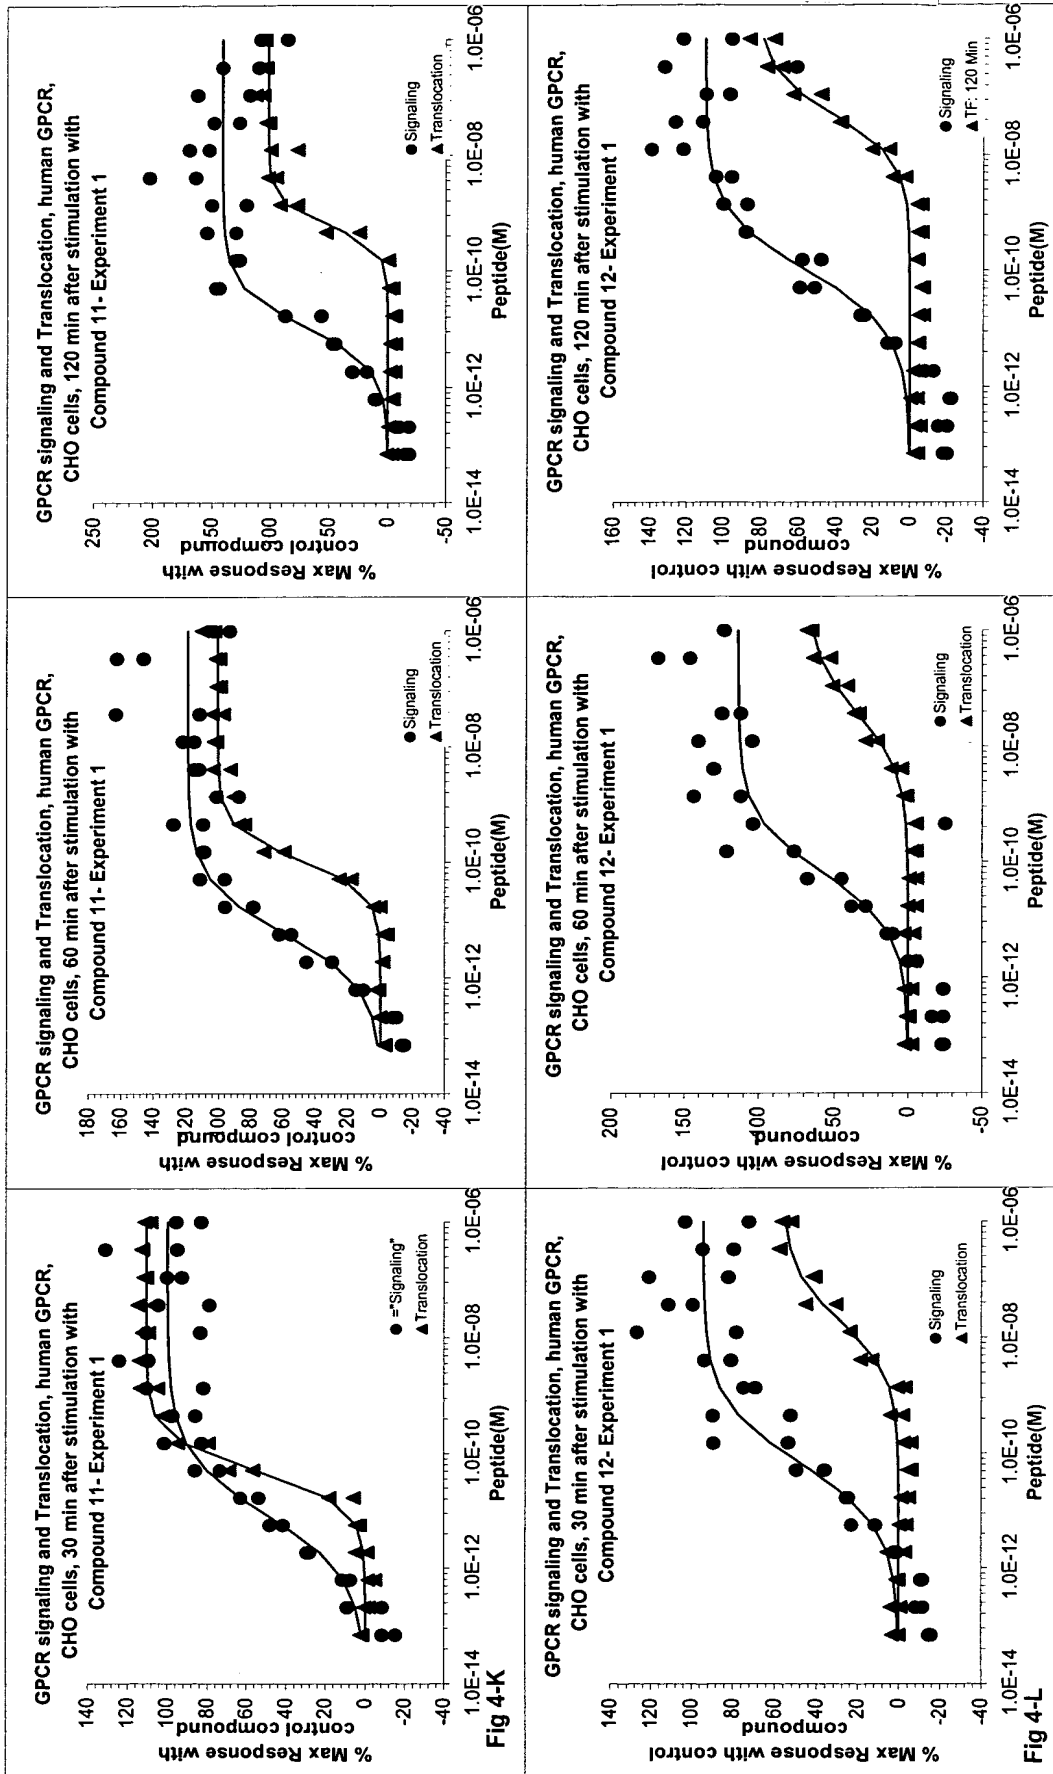 GPCR signaling and Translocation, human GPCR,
CHO cells, 30 min after stimulation with
Compound 11- Experiment 1
% Max Response with
control compound
140
120
100
80
60
40
20
0
-20
-40
1.0E-14
1.0E-12
1.0E-10
1.0E-08
1.0E-06
Peptide(M)
="Signaling"
Translocation
Fig 4-K
GPCR signaling and Translocation, human GPCR,
CHO cells, 60 min after stimulation with
Compound 11- Experiment 1
% Max Response with
control compound
180
160
140
120
100
80
60
40
20
0
-20
-40
1.0E-14
1.0E-12
1.0E-10
1.0E-08
1.0E-06
Peptide(M)
Signaling
Translocation
GPCR signaling and Translocation, human GPCR,
CHO cells, 120 min after stimulation with
Compound 11- Experiment 1
% Max Response with
control compound
250
200
150
100
50
0
-50
1.0E-14
1.0E-12
1.0E-10
1.0E-08
1.0E-06
Peptide(M)
Signaling
Translocation
GPCR signaling and Translocation, human GPCR,
CHO cells, 30 min after stimulation with
Compound 12- Experiment 1
% Max Response with control
compound
140
120
100
80
60
40
20
0
-20
-40
1.0E-14
1.0E-12
1.0E-10
1.0E-08
1.0E-06
Peptide(M)
Signaling
Translocation
Fig 4-L
GPCR signaling and Translocation, human GPCR,
CHO cells, 60 min after stimulation with
Compound 12- Experiment 1
% Max Response with control
compound
200
150
100
50
0
-50
1.0E-14
1.0E-12
1.0E-10
1.0E-08
1.0E-06
Peptide(M)
Signaling
Translocation
GPCR signaling and Translocation, human GPCR,
CHO cells, 120 min after stimulation with
Compound 12- Experiment 1
% Max Response with control
compound
160
140
120
100
80
60
40
20
0
-20
-40
1.0E-14
1.0E-12
1.0E-10
1.0E-08
1.0E-06
Peptide(M)
Signaling
TF: 120 Min